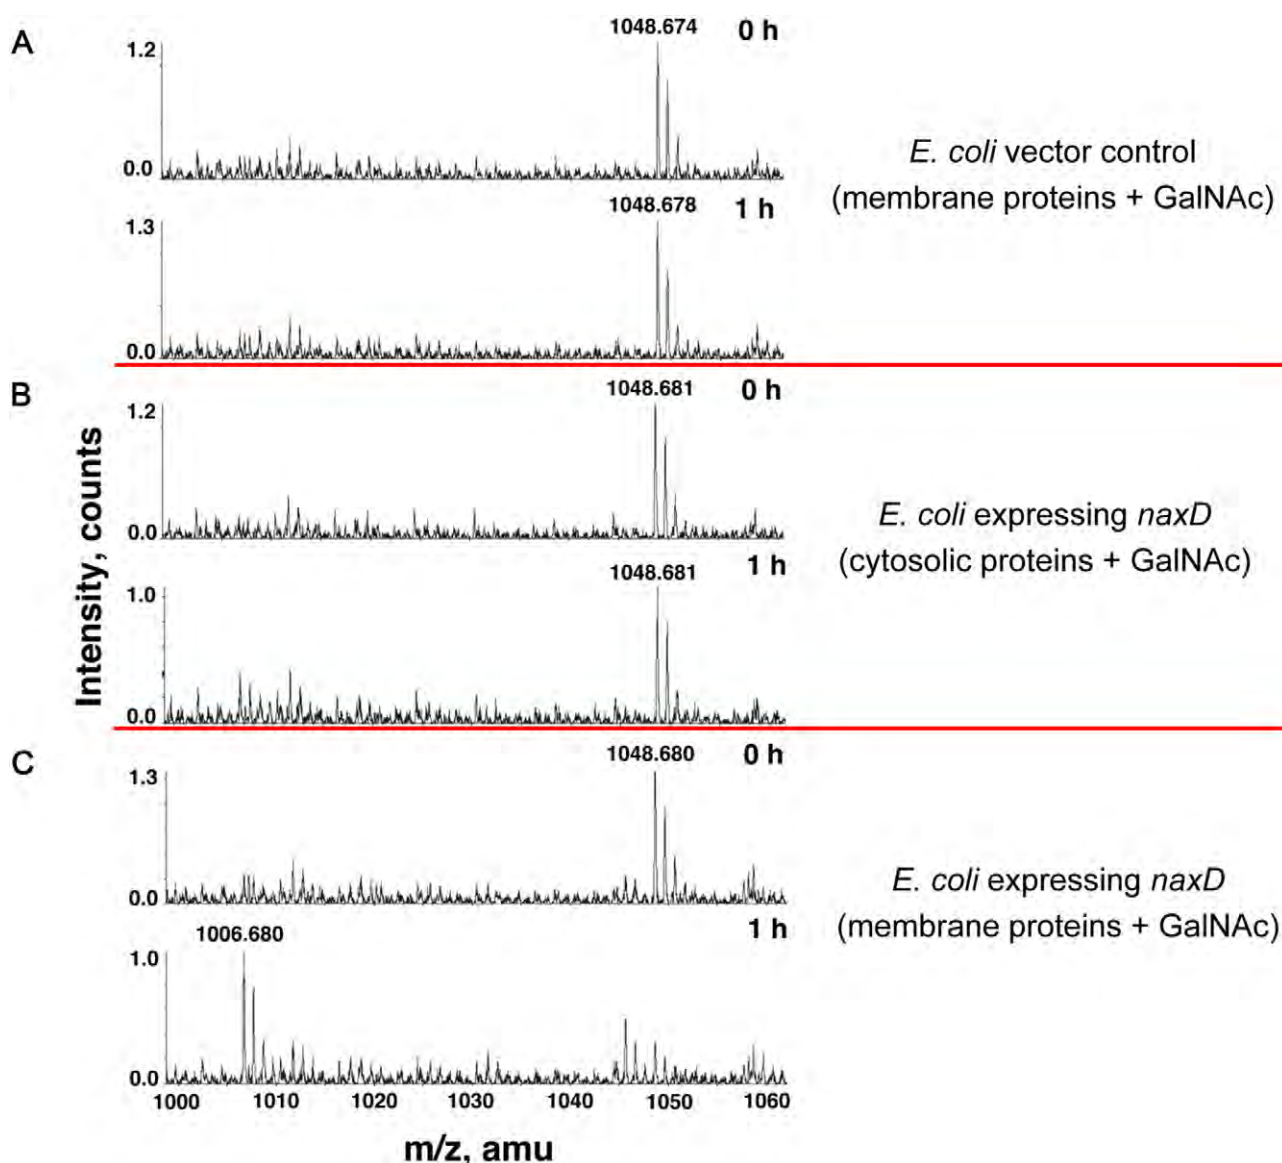 A
1048.674
0 h
1.2
0.0
E. coli vector control
(membrane proteins + GalNAc)
1048.678
1 h
1.3
0.0
B
1048.681
0 h
1.2
0.0
E. coli expressing naxD
(cytosolic proteins + GalNAc)
1048.681
1 h
1.0
0.0
Intensity, counts
C
1048.680
0 h
1.3
0.0
E. coli expressing naxD
(membrane proteins + GalNAc)
1006.680
1 h
1.0
0.0
1000 1010 1020 1030 1040 1050 1060
m/z, amu